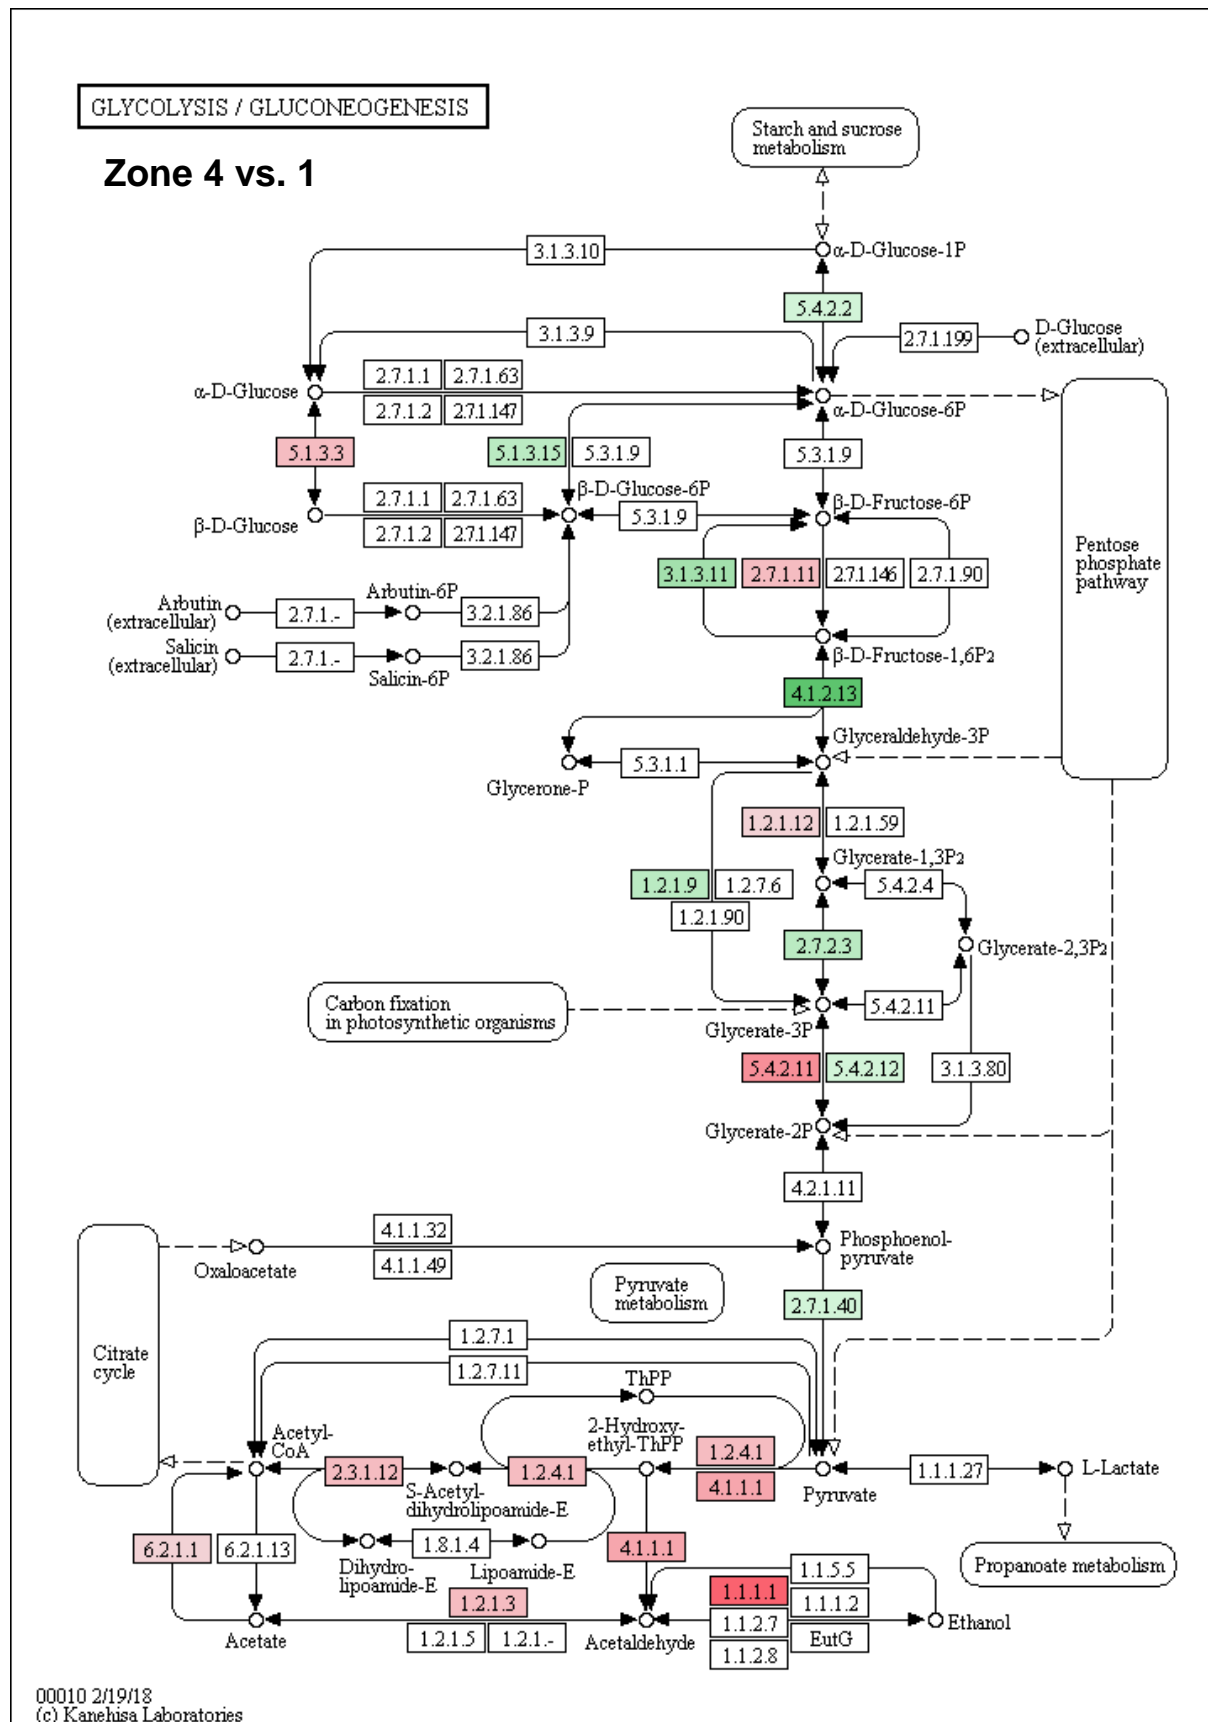 GLYCOLYSIS / GLUCONEOGENESIS
Zone 4 vs. 1
Starch and sucrose
metabolism
3.1.3.10
α-D-Glucose-1P
5.4.2.2
3.1.3.9
2.7.1.199
D-Glucose
(extracellular)
α-D-Glucose
2.7.1.1
2.7.1.63
2.7.1.2
2.7.1.147
α-D-Glucose-6P
5.1.3.3
5.1.3.15
5.3.1.9
5.3.1.9
β-D-Glucose
2.7.1.1
2.7.1.63
2.7.1.2
2.7.1.147
β-D-Glucose-6P
5.3.1.9
β-D-Fructose-6P
Pentose
phosphate
pathway
3.1.3.11
2.7.1.11
2.7.1.146
2.7.1.90
Arbutin
(extracellular)
2.7.1.-
Arbutin-6P
3.2.1.86
Salicin
(extracellular)
2.7.1.-
Salicin-6P
3.2.1.86
β-D-Fructose-1,6P2
4.1.2.13
Glyceraldehyde-3P
Glycerone-P
5.3.1.1
1.2.1.12
1.2.1.59
Glycerate-1,3P2
1.2.1.9
1.2.7.6
1.2.1.90
5.4.2.4
2.7.2.3
Glycerate-2,3P2
Carbon fixation
in photosynthetic organisms
5.4.2.11
Glycerate-3P
5.4.2.11
5.4.2.12
3.1.3.80
Glycerate-2P
4.2.1.11
4.1.1.32
4.1.1.49
Oxaloacetate
Phosphoenol-
pyruvate
Pyruvate
metabolism
2.7.1.40
Citrate
cycle
1.2.7.1
1.2.7.11
ThPP
Acetyl-
CoA
2-Hydroxy-
ethyl-ThPP
2.3.1.12
1.2.4.1
1.2.4.1
4.1.1.1
S-Acetyl-
dihydrolipoamide-E
Pyruvate
1.1.1.27
L-Lactate
6.2.1.1
6.2.1.13
1.8.1.4
Dihydro-
lipoamide-E
Lipoamide-E
4.1.1.1
Propanoate metabolism
1.1.5.5
1.2.1.3
1.1.1.1
1.1.1.2
Acetate
1.2.1.5
1.2.1.-
Acetaldehyde
1.1.2.7
EutG
1.1.2.8
Ethanol
00010 2/19/18
(c) Kanehisa Laboratories